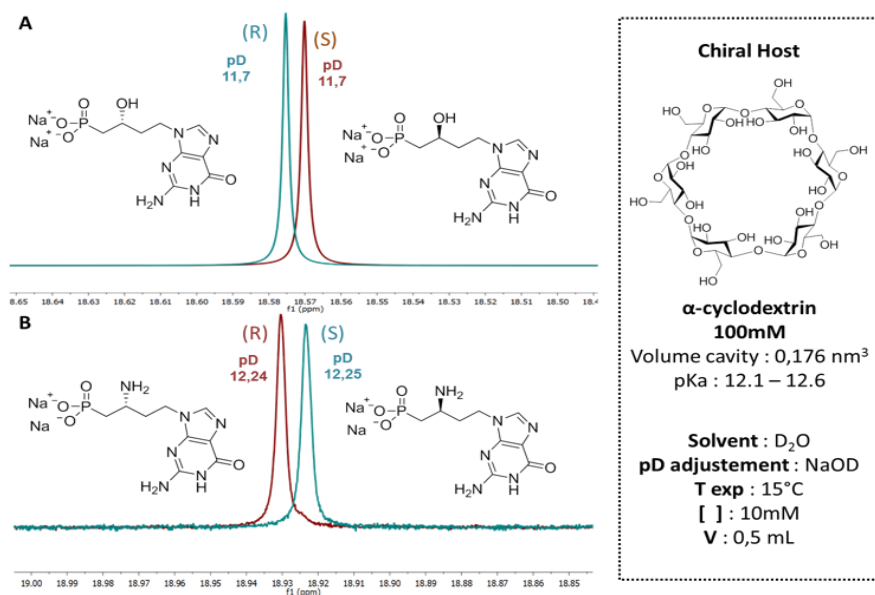 A
(R)
(S)
pD
11,7
pD
11,7
Na+
Na+
-O
-O
O
P
OH
N
N
N
O
H2N
NH
Na+
Na+
-O
-O
O
P
OH
N
N
N
O
H2N
NH
8.65 18.64 18.63 18.62 18.61 18.60 18.59 18.58 18.57 18.56 18.55 18.54 18.53 18.52 18.51 18.50 18.4
f1 (ppm)
B
(R)
(S)
pD
12,24
pD
12,25
Na+
Na+
-O
-O
O
P
NH2
N
N
N
O
H2N
NH
Na+
Na+
-O
-O
O
P
NH2
N
N
N
O
H2N
NH
19.00 18.99 18.98 18.97 18.96 18.95 18.94 18.93 18.92 18.91 18.90 18.89 18.88 18.87 18.86 18.85
f1 (ppm)
Chiral Host
α-cyclodextrin
100mM
Volume cavity : 0,176 nm3
pKa : 12.1 – 12.6
Solvent : D2O
pD adjustement : NaOD
T exp : 15°C
[ ] : 10mM
V : 0,5 mL